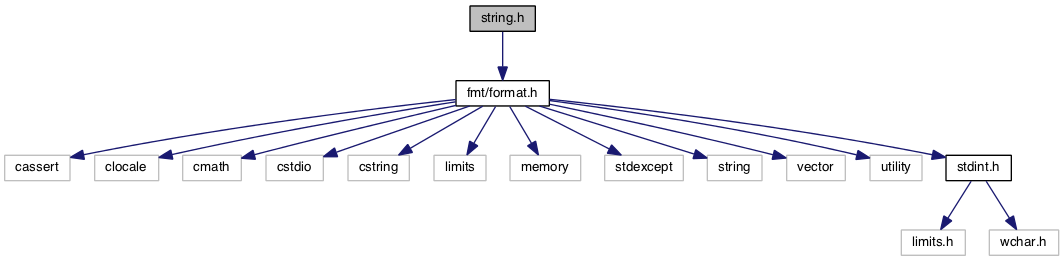 string.h
fmt/format.h
cassert
clocale
cmath
cstdio
cstring
limits
memory
stdexcept
string
vector
utility
stdint.h
limits.h
wchar.h